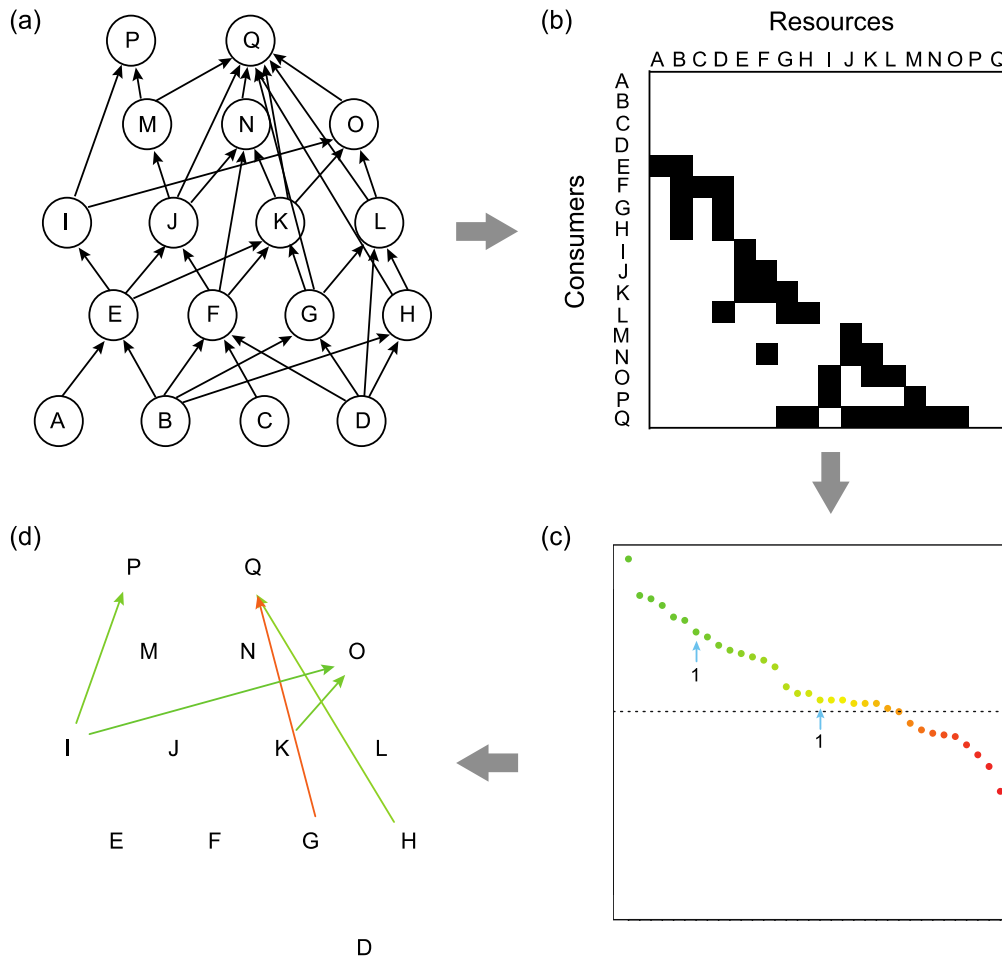 (a)
P Q
M N O
I J K L
E F G H
A B C D
(b)
Resources
A B C D E F G H I J K L M N O P Q
Consumers
A
B
C
D
E
F
G
H
I
J
K
L
M
N
O
P
Q
(d)
P Q
M N O
I J K L
E F G H
D
(c)
1
1